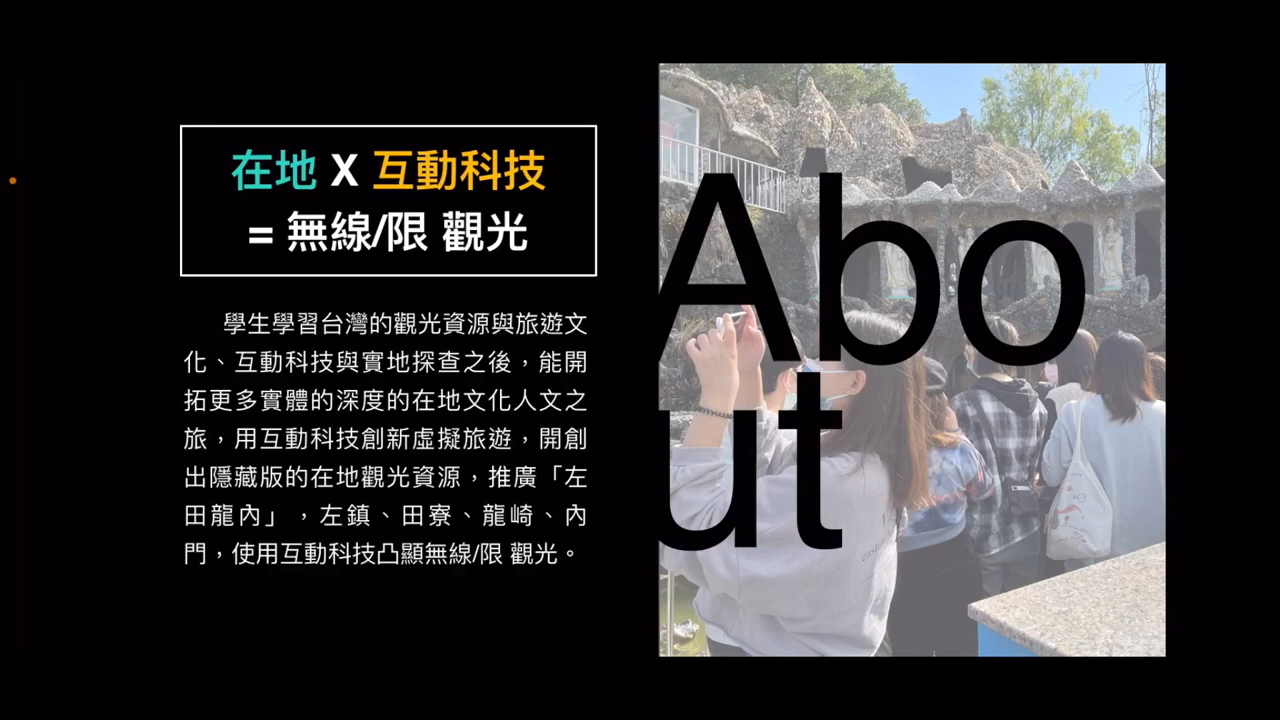 在地 X 互動科技
= 無線/限 觀光
學生學習台灣的觀光資源與旅遊文
化、互動科技與實地探查之後，能開
拓更多實體的深度的在地文化人文之
旅，用互動科技創新虛擬旅遊，開創
出隱藏版的在地觀光資源，推廣「左
田龍內」，左鎮、田寮、龍崎、內
門，使用互動科技凸顯無線/限 觀光。
Abo
ut